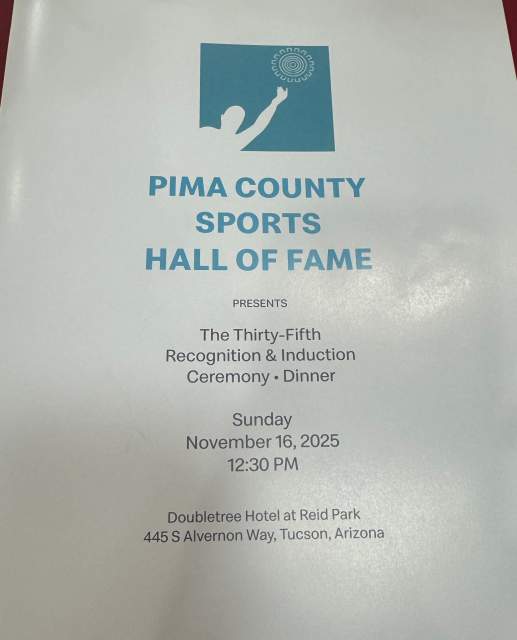 PIMA COUNTY
SPORTS
HALL OF FAME
PRESENTS
The Thirty-Fifth
Recognition & Induction
Ceremony • Dinner
Sunday
November 16, 2025
12:30 PM
Doubletree Hotel at Reid Park
445 S Alvernon Way, Tucson, Arizona